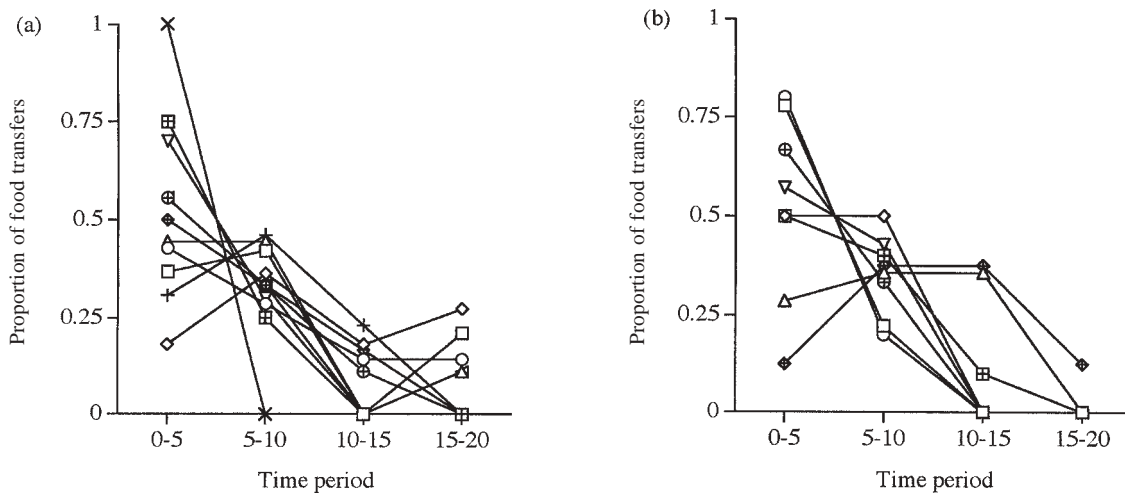 (a)
Proportion of food transfers
1
0.75
0.5
0.25
0
0-5 5-10 10-15 15-20
Time period
(b)
Proportion of food transfers
1
0.75
0.5
0.25
0
0-5 5-10 10-15 15-20
Time period